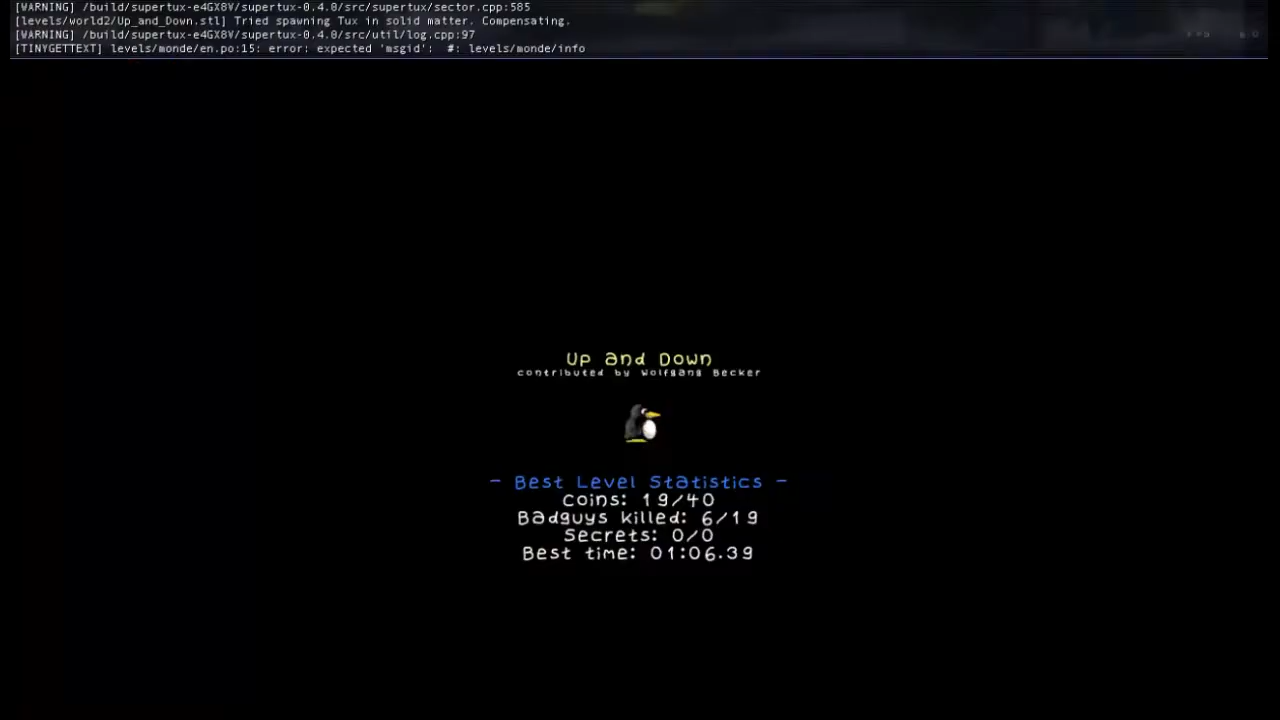 [WARNING] /build/supertux-e4GX8V/supertux-0.4.0/src/supertux/sector.cpp:585
[levels/world2/Up_and_Down.stl] Tried spawning Tux in solid matter. Compensating.
[WARNING] /build/supertux-e4GX8V/supertux-0.4.0/src/util/log.cpp:97
[TINYGETTEXT] levels/monde/en.po:15: error: expected 'msgid':  #: levels/monde/info
Up and Down
contributed by Wolfgang Becker
- Best Level Statistics -
Coins: 19/40
Badguys killed: 6/19
Secrets: 0/0
Best time: 01:06.39